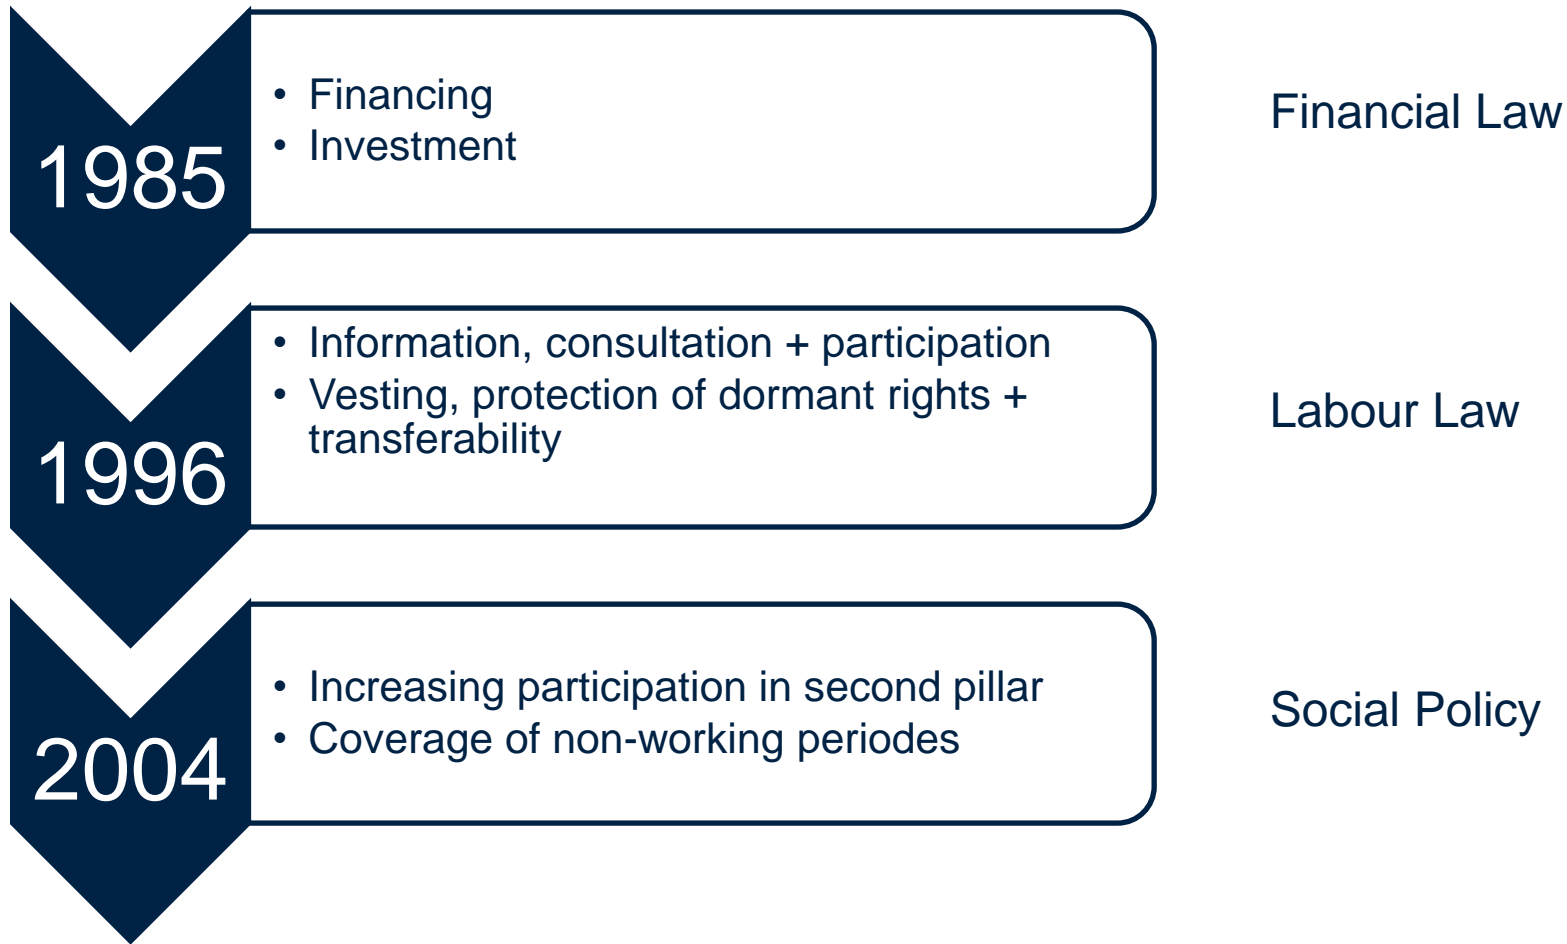 1985
• Financing
• Investment
Financial Law
1996
• Information, consultation + participation
• Vesting, protection of dormant rights +
transferability
Labour Law
2004
• Increasing participation in second pillar
• Coverage of non-working periodes
Social Policy